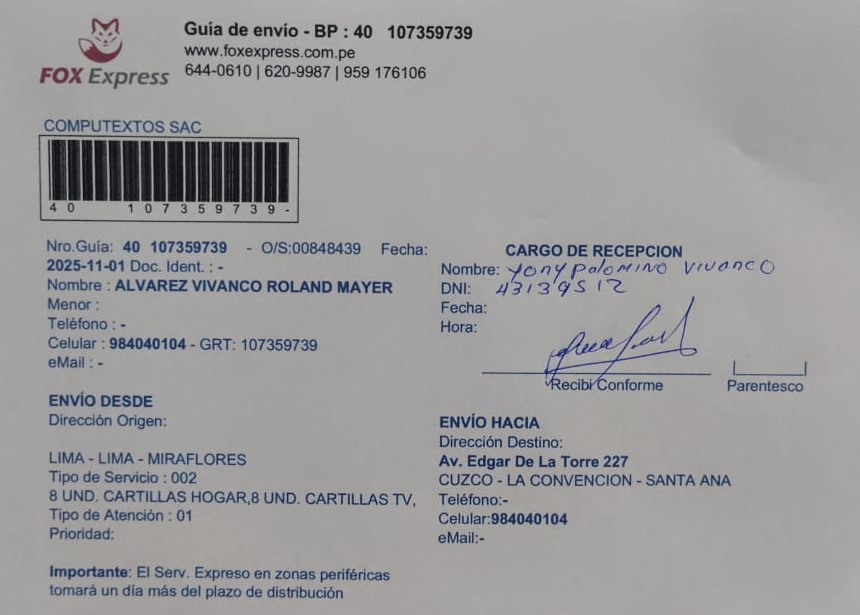 Guía de envío - BP : 40 107359739
www.foxexpress.com.pe
644-0610 | 620-9987 | 959 176106
FOX Express
COMPUTEXTOS SAC
40 107359739-
Nro.Guía: 40 107359739 - O/S:00848439 Fecha:
2025-11-01 Doc. Ident. : -
Nombre : ALVAREZ VIVANCO ROLAND MAYER
Menor :
Teléfono : -
Celular : 984040104 - GRT: 107359739
eMail : -
CARGO DE RECEPCION
Nombre: Yony Palomino Vivanco
DNI: 43139512
Fecha:
Hora:
Recibi Conforme
Parentesco
ENVÍO DESDE
Dirección Origen:
LIMA - LIMA - MIRAFLORES
Tipo de Servicio : 002
8 UND. CARTILLAS HOGAR,8 UND. CARTILLAS TV,
Tipo de Atención : 01
Prioridad:
ENVÍO HACIA
Dirección Destino:
Av. Edgar De La Torre 227
CUZCO - LA CONVENCION - SANTA ANA
Teléfono:-
Celular:984040104
eMail:-
Importante: El Serv. Expreso en zonas periféricas
tomará un día más del plazo de distribución